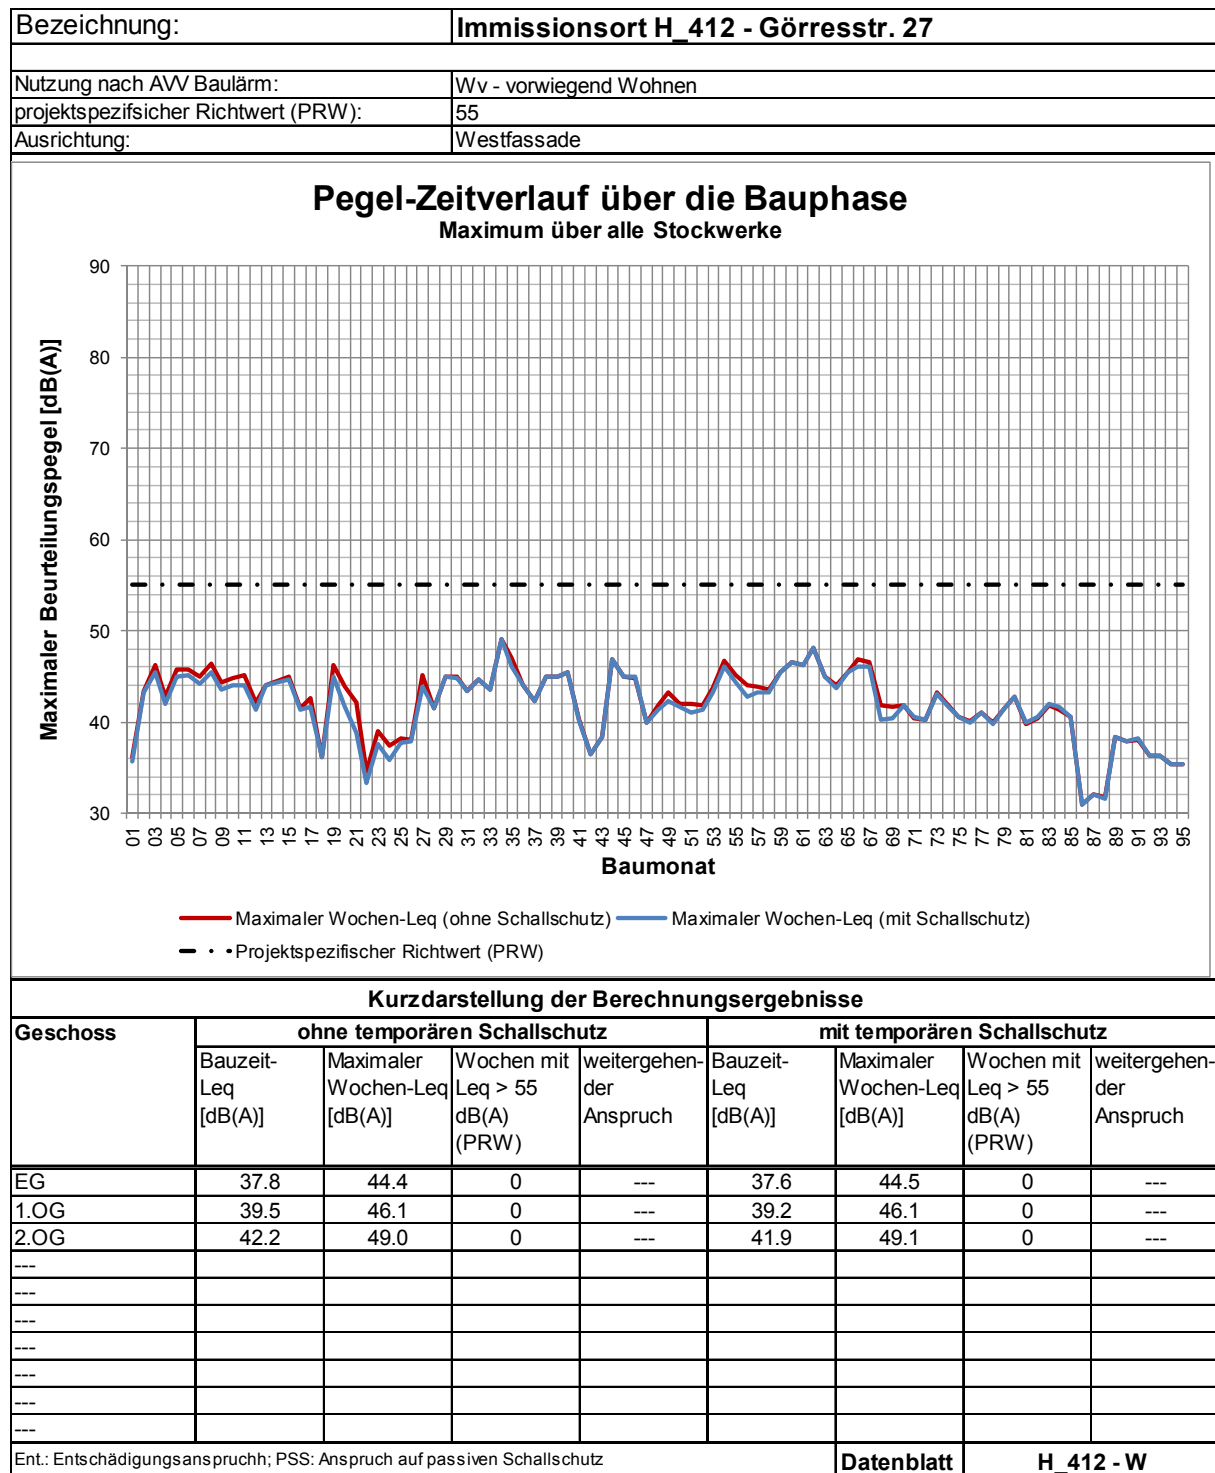 Bezeichnung: Immissionsort H_412 - Görresstr. 27
Nutzung nach AVV Baulärm: Wv - vorwiegend Wohnen
projektspezifsicher Richtwert (PRW): 55
Ausrichtung: Westfassade
Pegel-Zeitverlauf über die Bauphase
Maximum über alle Stockwerke
Maximaler Beurteilungspegel [dB(A)]
90
80
70
60
50
40
30
01 03 05 07 09 11 13 15 17 19 21 23 25 27 29 31 33 35 37 39 41 43 45 47 49 51 53 55 57 59 61 63 65 67 69 71 73 75 77 79 81 83 85 87 89 91 93 95
Baumonat
Maximaler Wochen-Leq (ohne Schallschutz) Maximaler Wochen-Leq (mit Schallschutz)
Projektspezifischer Richtwert (PRW)
Kurzdarstellung der Berechnungsergebnisse
Geschoss ohne temporären Schallschutz mit temporären Schallschutz
Bauzeit- Maximaler Wochen mit weitergehen- Bauzeit- Maximaler Wochen mit weitergehen-
Leq Wochen-Leq Leq > 55 der Leq Wochen-Leq Leq > 55 der
[dB(A)] [dB(A)] dB(A) Anspruch [dB(A)] [dB(A)] dB(A) Anspruch
(PRW) (PRW)
EG 37.8 44.4 0 --- 37.6 44.5 0 ---
1.OG 39.5 46.1 0 --- 39.2 46.1 0 ---
2.OG 42.2 49.0 0 --- 41.9 49.1 0 ---
---
---
---
---
---
---
---
Ent.: Entschädigungsanspruchh; PSS: Anspruch auf passiven Schallschutz Datenblatt H_412 - W